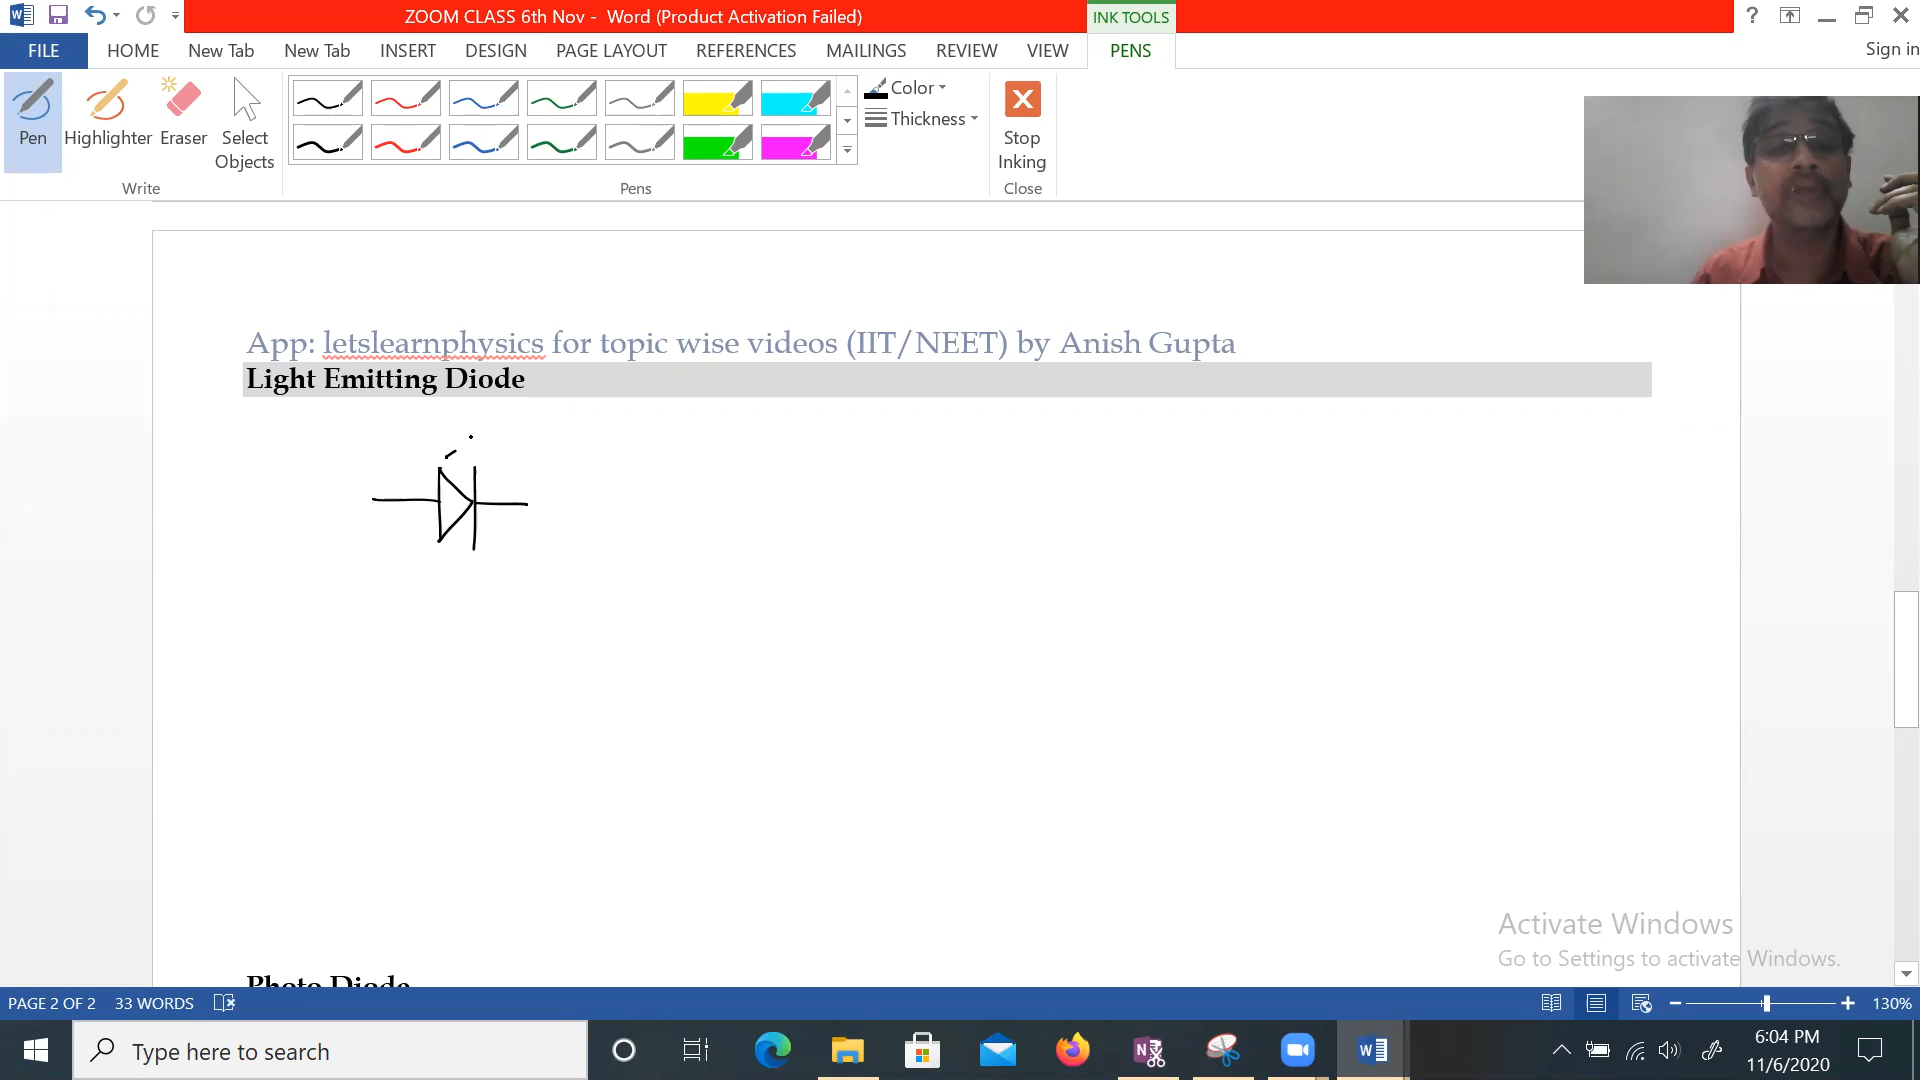 ZOOM CLASS 6th Nov - Word (Product Activation Failed)
INK TOOLS
?
FILE HOME New Tab New Tab INSERT DESIGN PAGE LAYOUT REFERENCES MAILINGS REVIEW VIEW PENS
Sign in
Pen
Highlighter
Eraser
Select Objects
Color
Thickness
Stop Inking
Write
Pens
Close
App: letslearnphysics for topic wise videos (IIT/NEET) by Anish Gupta
Light Emitting Diode
Photo Diode
Activate Windows
Go to Settings to activate Windows.
PAGE 2 OF 2 33 WORDS
130%
Type here to search
6:04 PM
11/6/2020